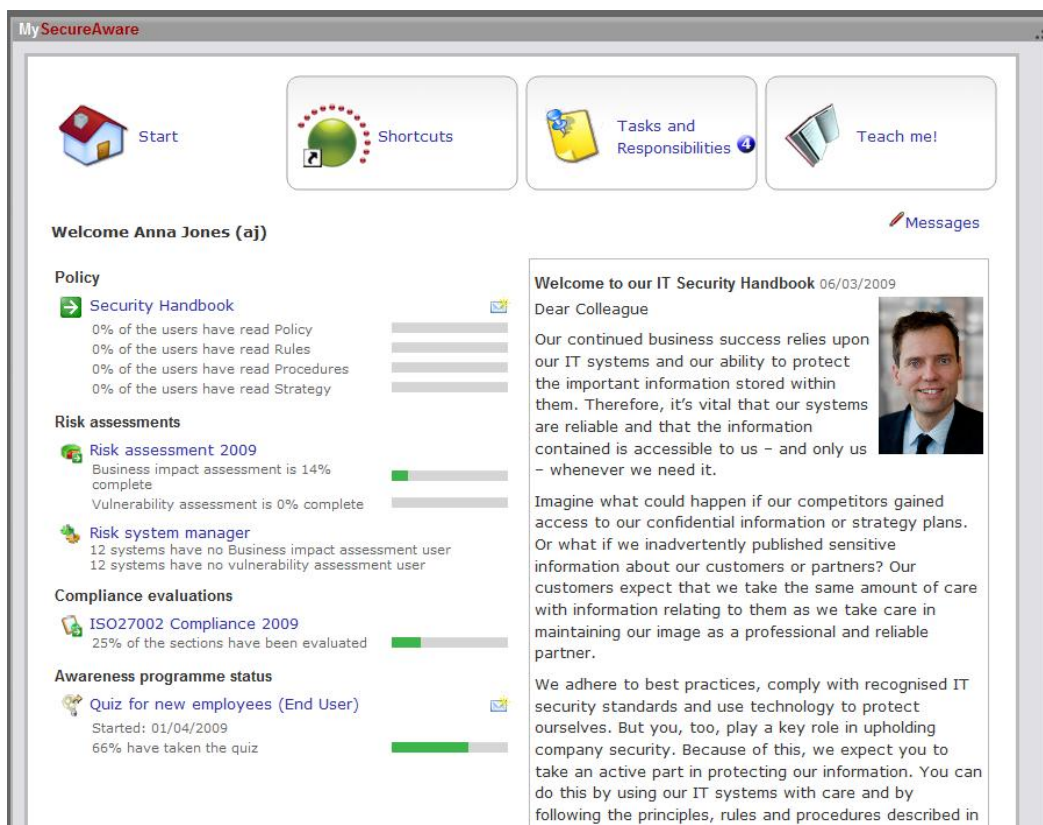 MySecureAware
Start
Shortcuts
Tasks and
Responsibilities 4
Teach me!
Messages
Welcome Anna Jones (aj)
Policy
Security Handbook
0% of the users have read Policy
0% of the users have read Rules
0% of the users have read Procedures
0% of the users have read Strategy
Risk assessments
Risk assessment 2009
Business impact assessment is 14%
complete
Vulnerability assessment is 0% complete
Risk system manager
12 systems have no Business impact assessment user
12 systems have no vulnerability assessment user
Compliance evaluations
ISO27002 Compliance 2009
25% of the sections have been evaluated
Awareness programme status
Quiz for new employees (End User)
Started: 01/04/2009
66% have taken the quiz
Welcome to our IT Security Handbook 06/03/2009
Dear Colleague
Our continued business success relies upon
our IT systems and our ability to protect
the important information stored within
them. Therefore, it's vital that our systems
are reliable and that the information
contained is accessible to us – and only us
– whenever we need it.
Imagine what could happen if our competitors gained
access to our confidential information or strategy plans.
Or what if we inadvertently published sensitive
information about our customers or partners? Our
customers expect that we take the same amount of care
with information relating to them as we take care in
maintaining our image as a professional and reliable
partner.
We adhere to best practices, comply with recognised IT
security standards and use technology to protect
ourselves. But you, too, play a key role in upholding
company security. Because of this, we expect you to
take an active part in protecting our information. You can
do this by using our IT systems with care and by
following the principles, rules and procedures described in